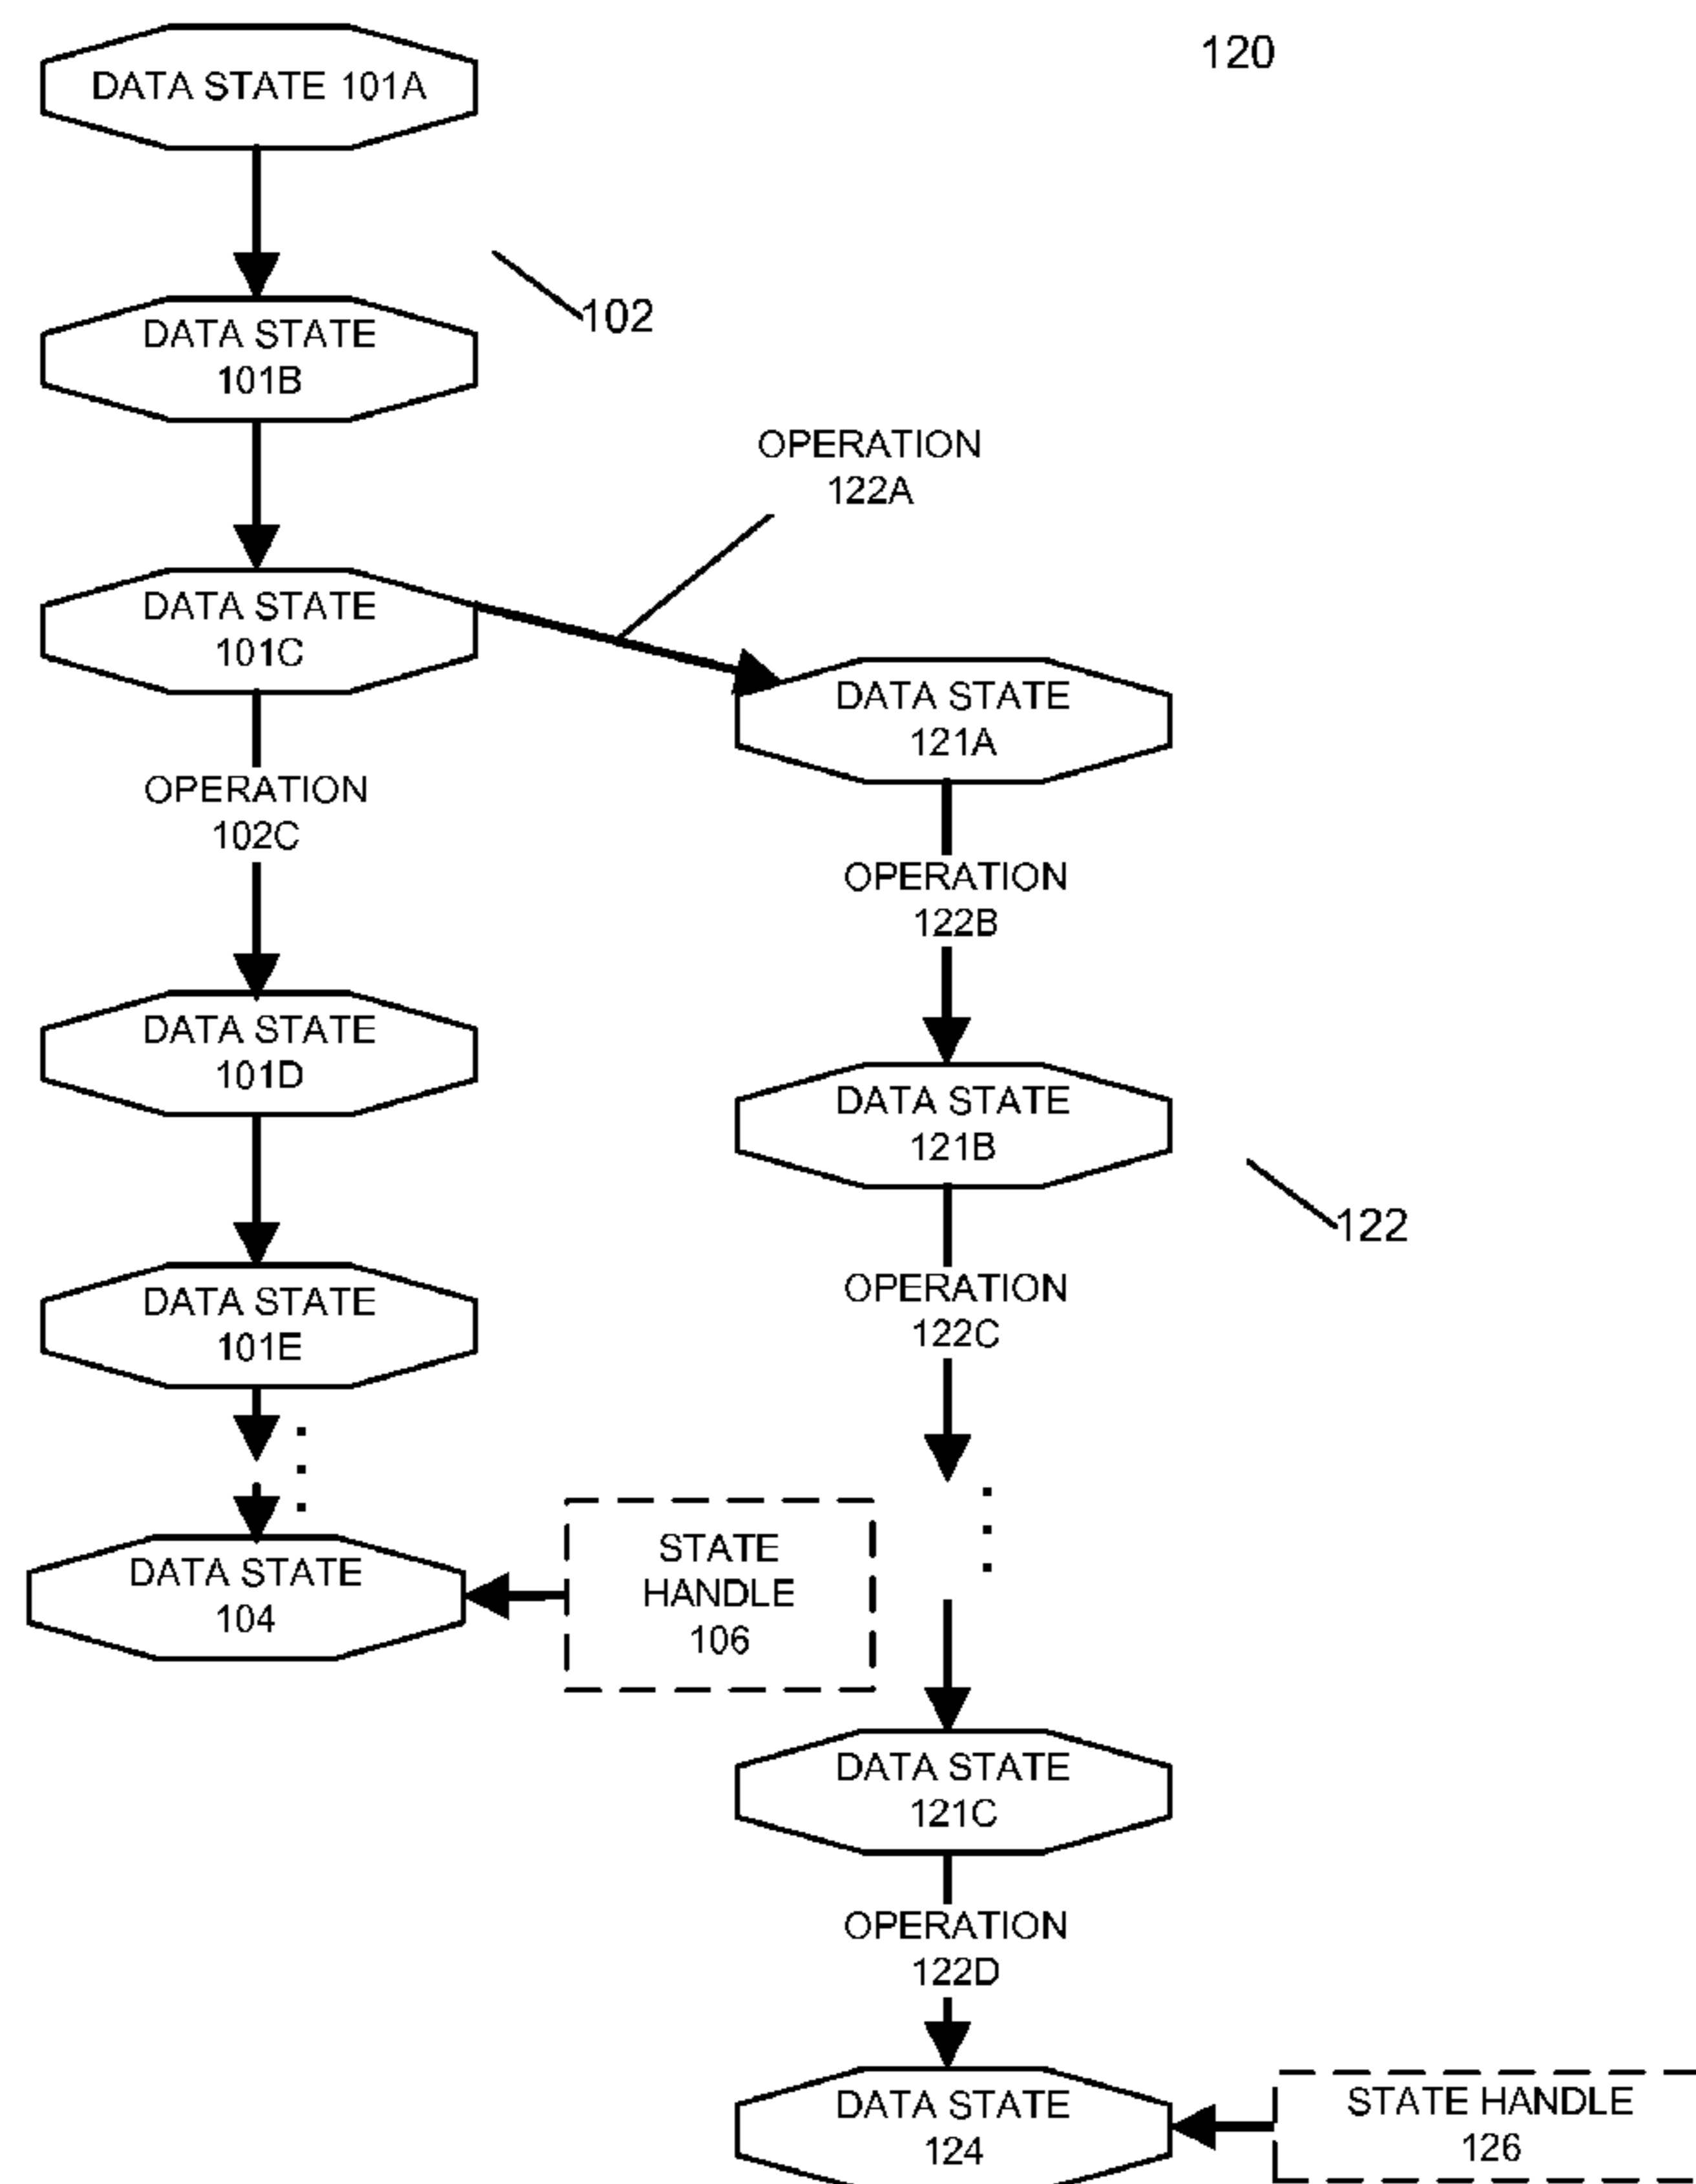 120
DATA STATE 101A
102
DATA STATE
101B
OPERATION
122A
DATA STATE
101C
DATA STATE
121A
OPERATION
102C
OPERATION
122B
DATA STATE
101D
DATA STATE
121B
122
DATA STATE
101E
OPERATION
122C
DATA STATE
104
STATE
HANDLE
106
DATA STATE
121C
OPERATION
122D
DATA STATE
124
STATE HANDLE
126